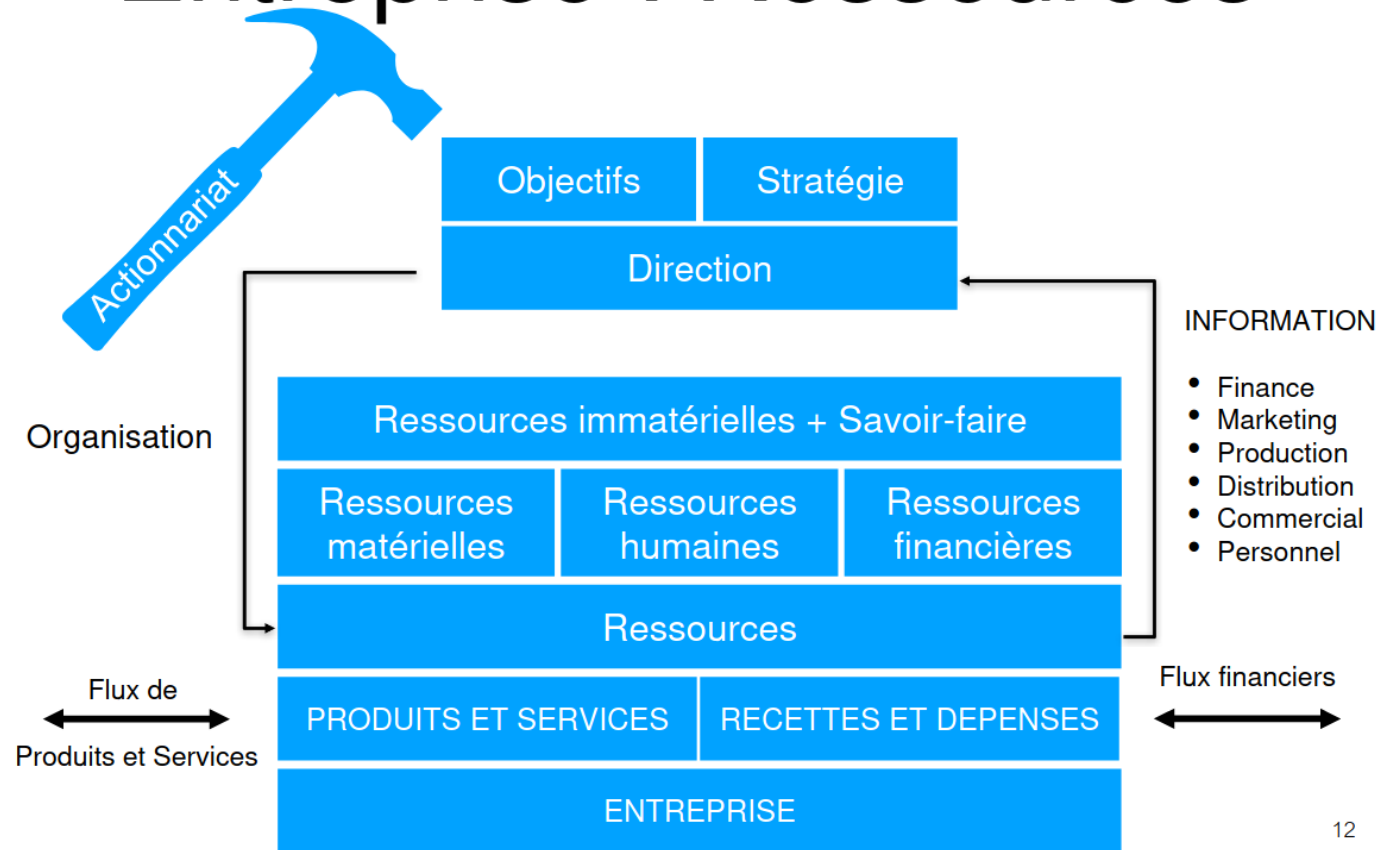 Entreprise : Ressources
Actionnariat
Objectifs
Stratégie
Direction
INFORMATION
• Finance
• Marketing
• Production
• Distribution
• Commercial
• Personnel
Organisation
Ressources immatérielles + Savoir-faire
Ressources
matérielles
Ressources
humaines
Ressources
financières
Ressources
Flux de
Produits et Services
PRODUITS ET SERVICES
RECETTES ET DEPENSES
Flux financiers
ENTREPRISE
12